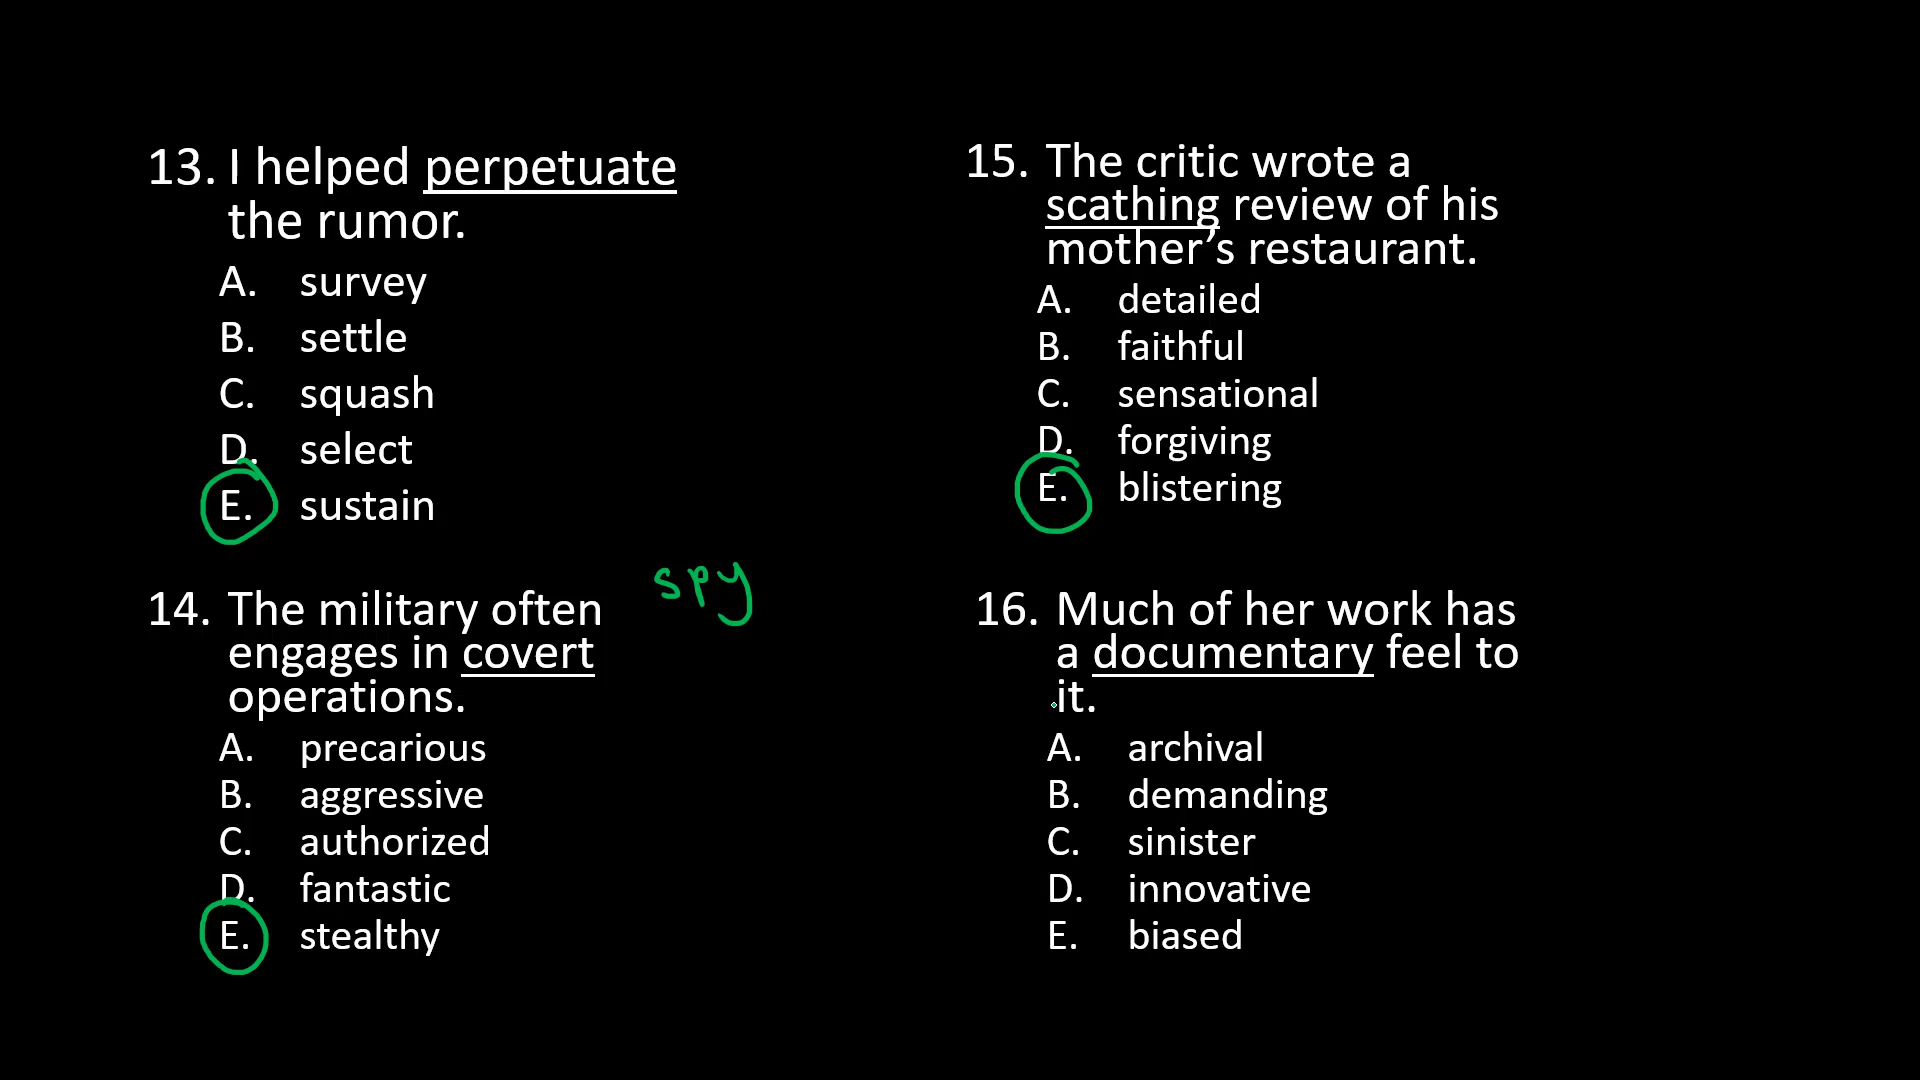 13. I helped perpetuate
the rumor.
A. survey
B. settle
C. squash
D. select
E. sustain
spy
14. The military often
engages in covert
operations.
A. precarious
B. aggressive
C. authorized
D. fantastic
E. stealthy
15. The critic wrote a
scathing review of his
mother’s restaurant.
A. detailed
B. faithful
C. sensational
D. forgiving
E. blistering
16. Much of her work has
a documentary feel to
it.
A. archival
B. demanding
C. sinister
D. innovative
E. biased